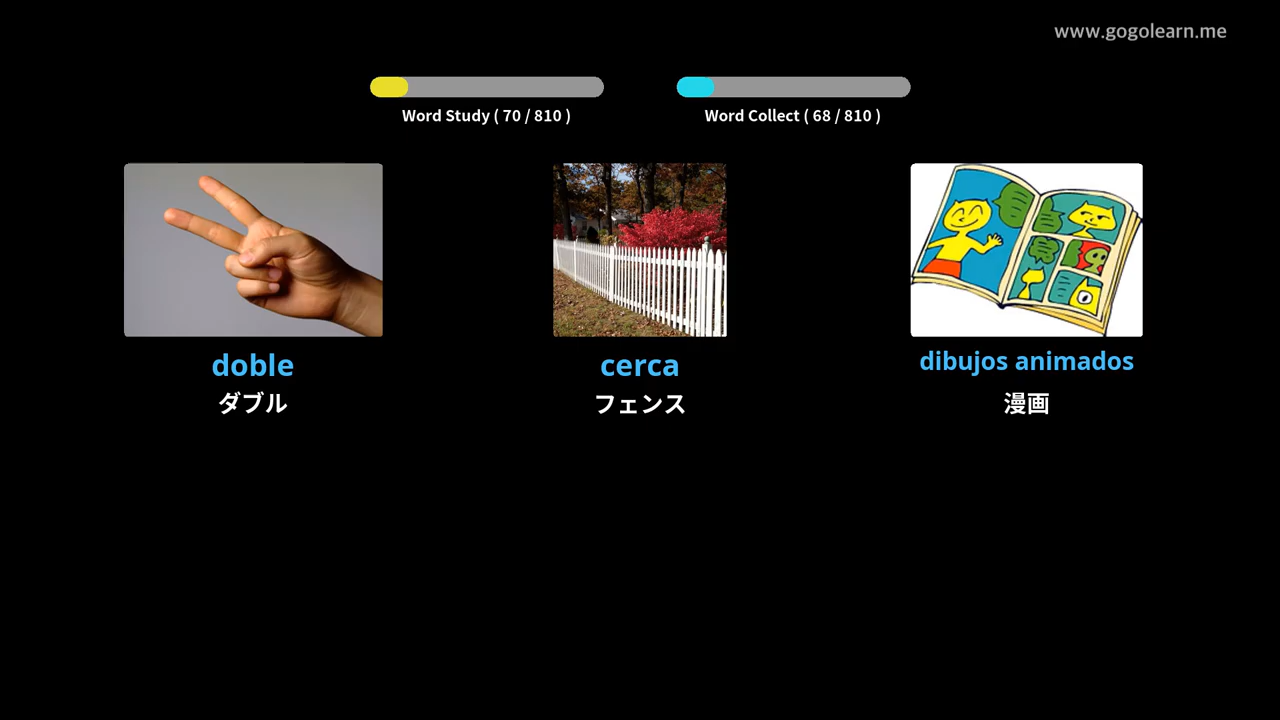 www.gogolearn.me
Word Study ( 70 / 810 )
Word Collect ( 68 / 810 )
doble
ダブル
cerca
フェンス
dibujos animados
漫画